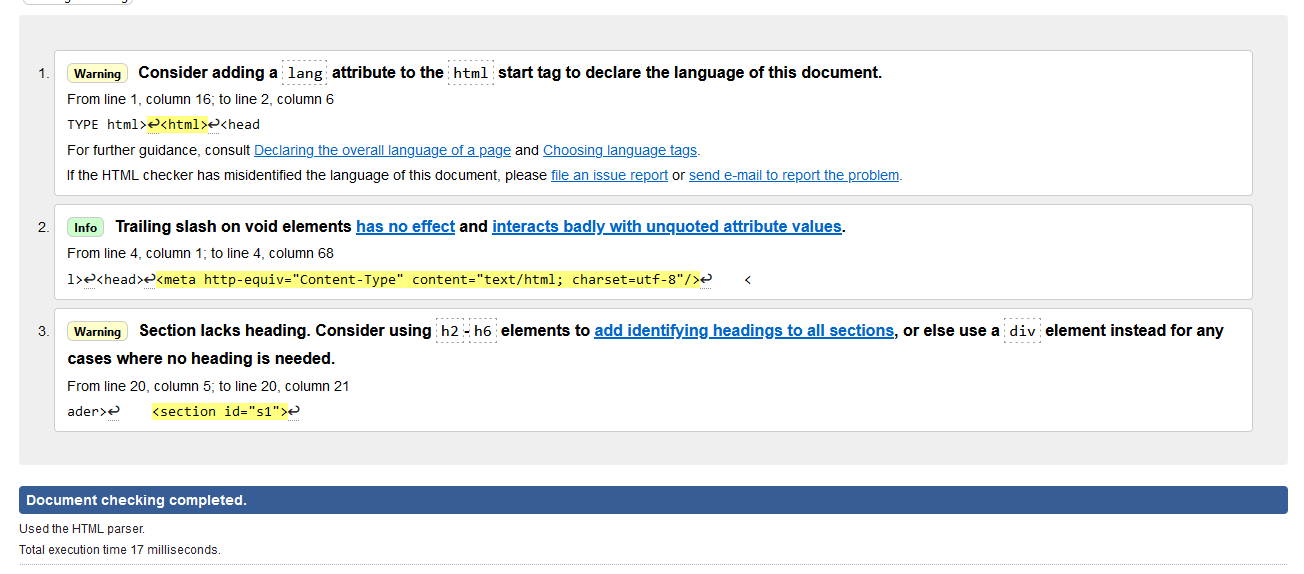 1. Warning Consider adding a lang attribute to the html start tag to declare the language of this document.
From line 1, column 16; to line 2, column 6
TYPE html>↩<html>↩<head
For further guidance, consult Declaring the overall language of a page and Choosing language tags.
If the HTML checker has misidentified the language of this document, please file an issue report or send e-mail to report the problem.
2. Info Trailing slash on void elements has no effect and interacts badly with unquoted attribute values.
From line 4, column 1; to line 4, column 68
l>↩<head>↩<meta http-equiv="Content-Type" content="text/html; charset=utf-8"/>↩    <
3. Warning Section lacks heading. Consider using h2-h6 elements to add identifying headings to all sections, or else use a div element instead for any
cases where no heading is needed.
From line 20, column 5; to line 20, column 21
ader>↩    <section id="s1">↩
Document checking completed.
Used the HTML parser.
Total execution time 17 milliseconds.